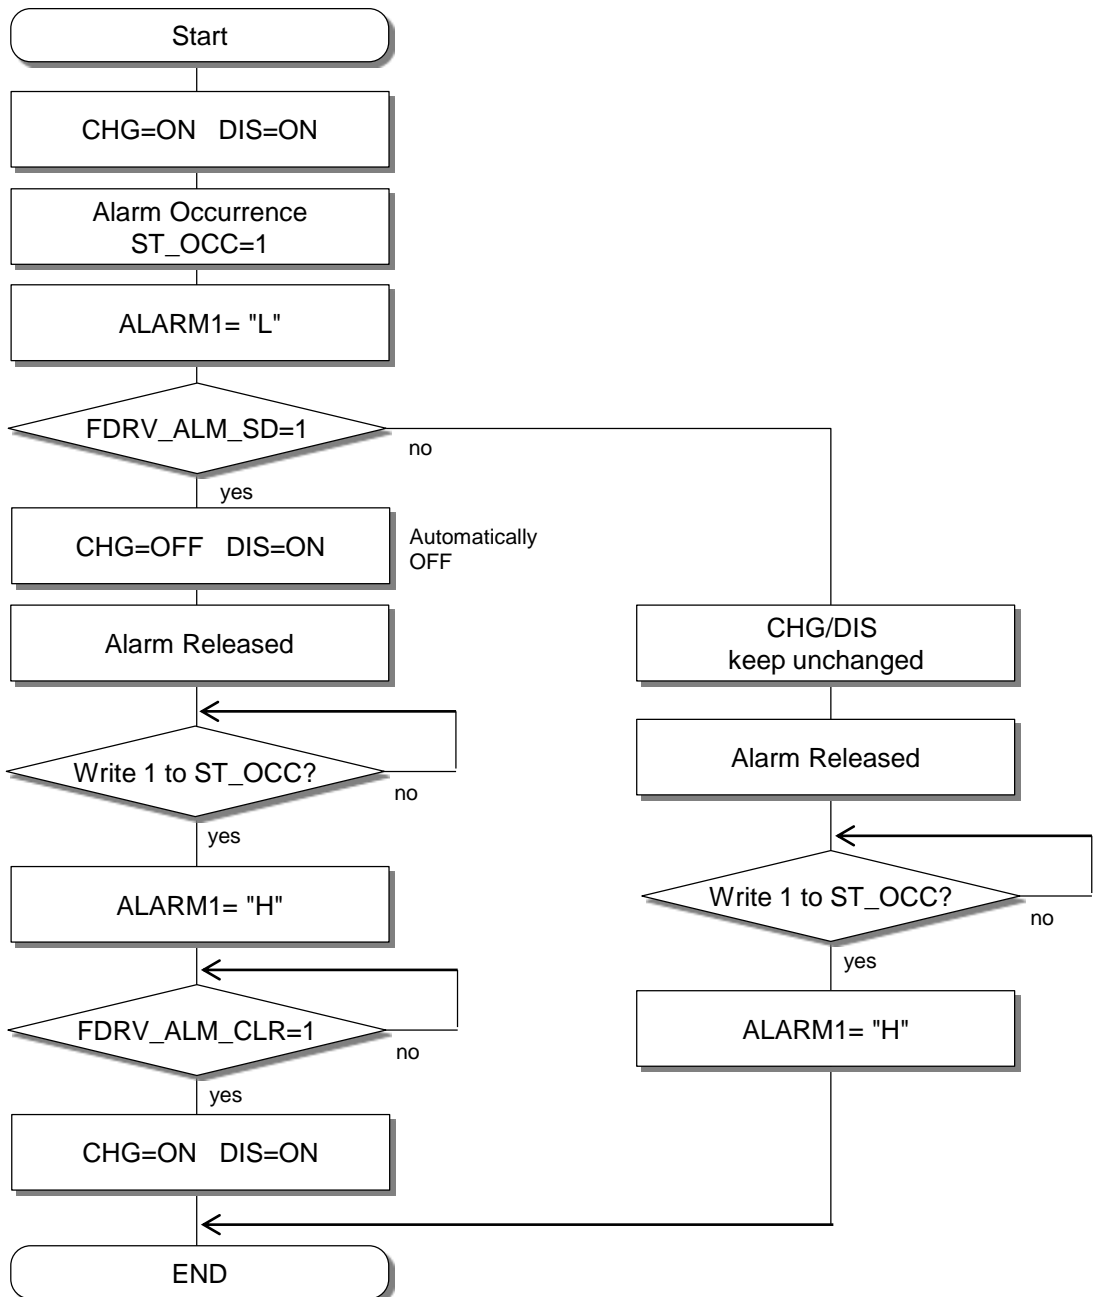 Start
CHG=ON DIS=ON
Alarm Occurrence
ST_OCC=1
ALARM1= "L"
FDRV_ALM_SD=1
no
yes
CHG=OFF DIS=ON
Automatically
OFF
Alarm Released
Write 1 to ST_OCC?
no
yes
ALARM1= "H"
FDRV_ALM_CLR=1
no
yes
CHG=ON DIS=ON
CHG/DIS
keep unchanged
Alarm Released
Write 1 to ST_OCC?
no
yes
ALARM1= "H"
END